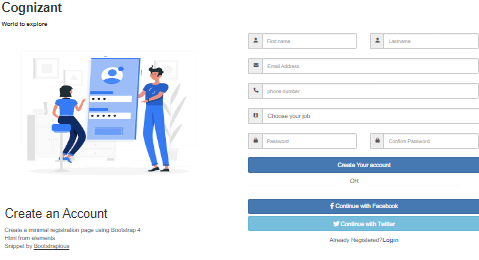 Cognizant
World to explore
First name
Lastname
Email Address
phone number
Choose your job
Password
Confirm Password
Create Your account
OR
Continue with Facebook
Continue with Twitter
Already Registered?Login
Create an Account
Create a minimal registration page using Bootstrap 4
Html from elements
Snippet by Bootstrapious